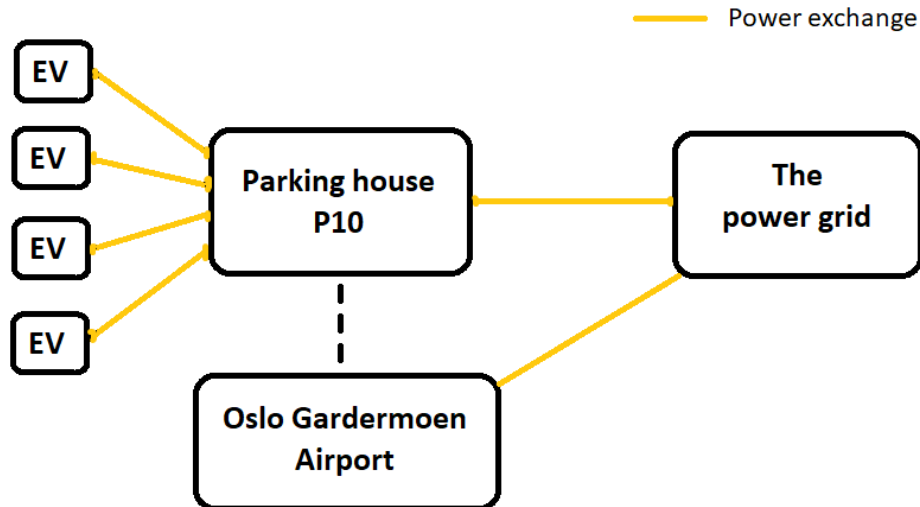 Power exchange
EV
EV
EV
EV
Parking house
P10
The
power grid
Oslo Gardermoen
Airport